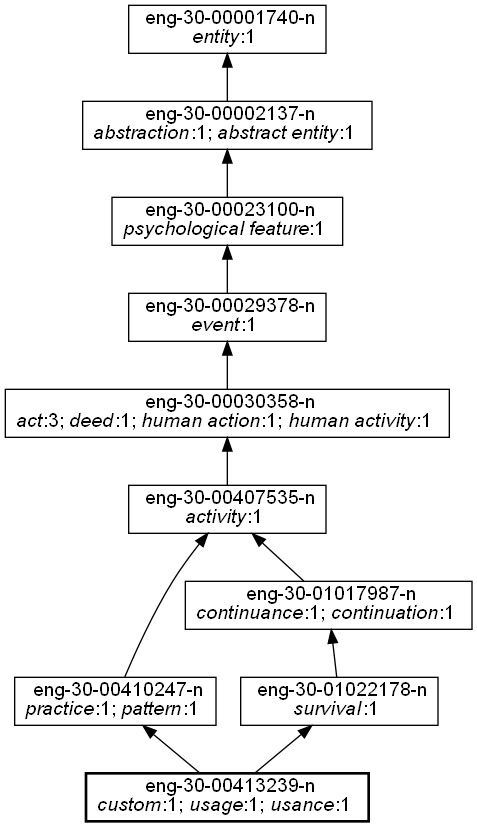 eng-30-00001740-n
entity:1
eng-30-00002137-n
abstraction:1; abstract entity:1
eng-30-00023100-n
psychological feature:1
eng-30-00029378-n
event:1
eng-30-00030358-n
act:3; deed:1; human action:1; human activity:1
eng-30-00407535-n
activity:1
eng-30-01017987-n
continuance:1; continuation:1
eng-30-00410247-n
practice:1; pattern:1
eng-30-01022178-n
survival:1
eng-30-00413239-n
custom:1; usage:1; usance:1